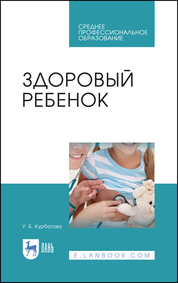 СРЕДНЕЕ
ПРОФЕССИОНАЛЬНОЕ
ОБРАЗОВАНИЕ
ЗДОРОВЫЙ
РЕБЕНОК
У. Б. Курбатова
ЛАНЬ
E.LANBOOK.COM